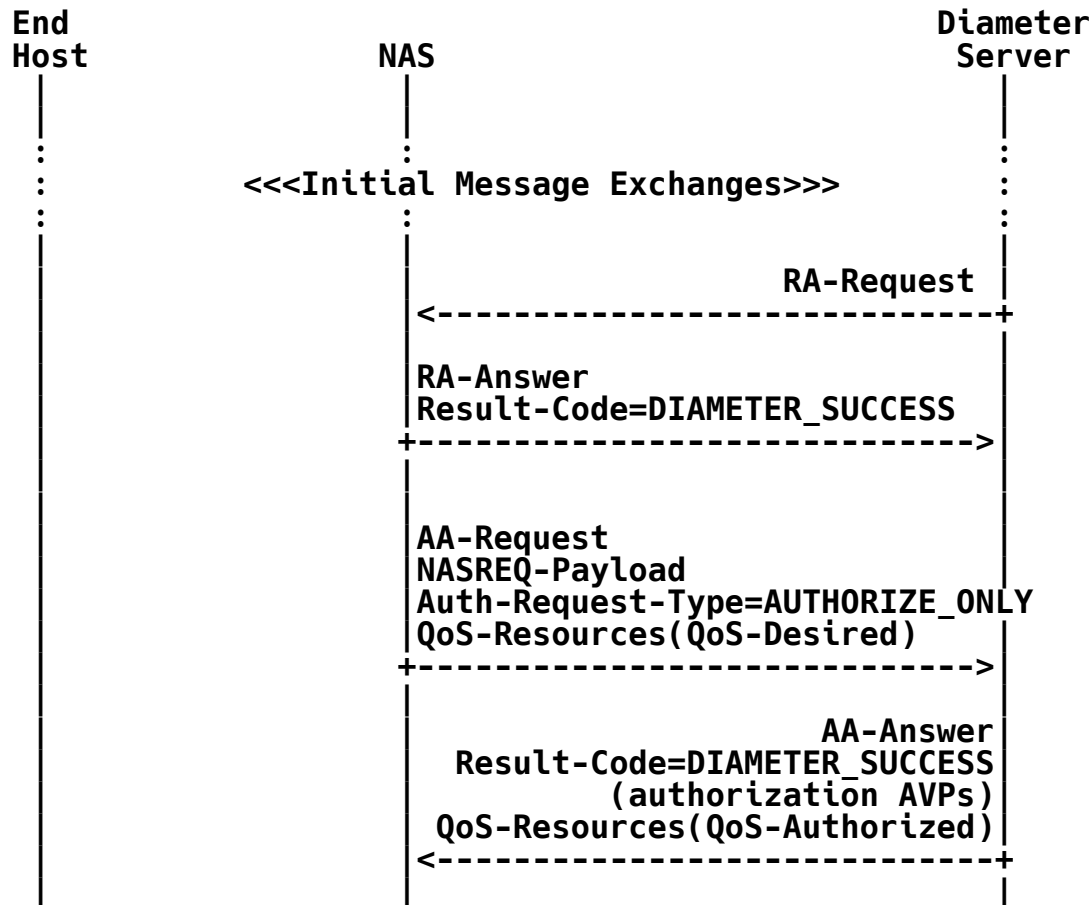 End Diameter
Host NAS Server
<<<Initial Message Exchanges>>>
RA-Request
RA-Answer
Result-Code=DIAMETER_SUCCESS
AA-Request
NASREQ-Payload
Auth-Request-Type=AUTHORIZE_ONLY
QoS-Resources(QoS-Desired)
AA-Answer
Result-Code=DIAMETER_SUCCESS
(authorization AVPs)
QoS-Resources(QoS-Authorized)